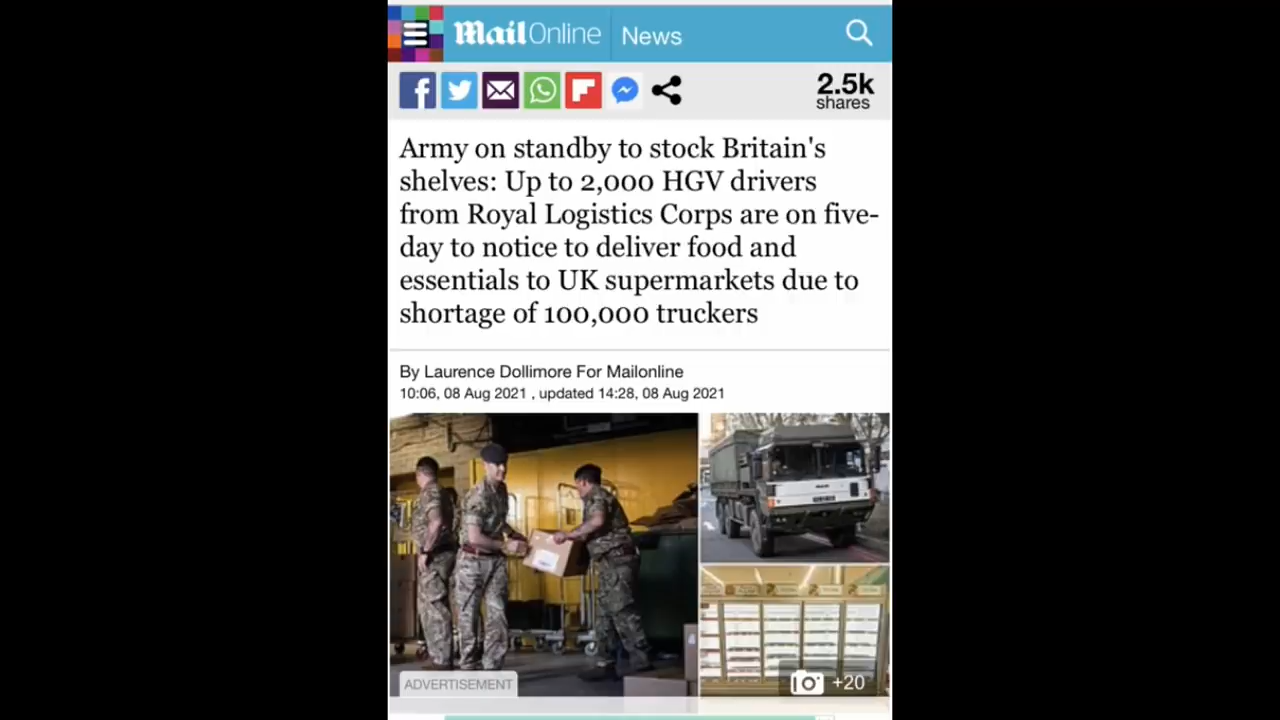 MailOnline News
2.5k
shares
Army on standby to stock Britain's
shelves: Up to 2,000 HGV drivers
from Royal Logistics Corps are on five-
day to notice to deliver food and
essentials to UK supermarkets due to
shortage of 100,000 truckers
By Laurence Dollimore For Mailonline
10:06, 08 Aug 2021 , updated 14:28, 08 Aug 2021
ADVERTISEMENT
+20